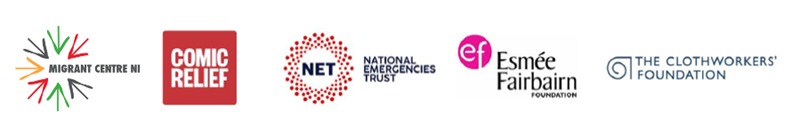 MIGRANT CENTRE NI
COMIC
RELIEF
NET
NATIONAL
EMERGENCIES
TRUST
ef
Esmée
Fairbairn
FOUNDATION
THE CLOTHWORKERS'
FOUNDATION